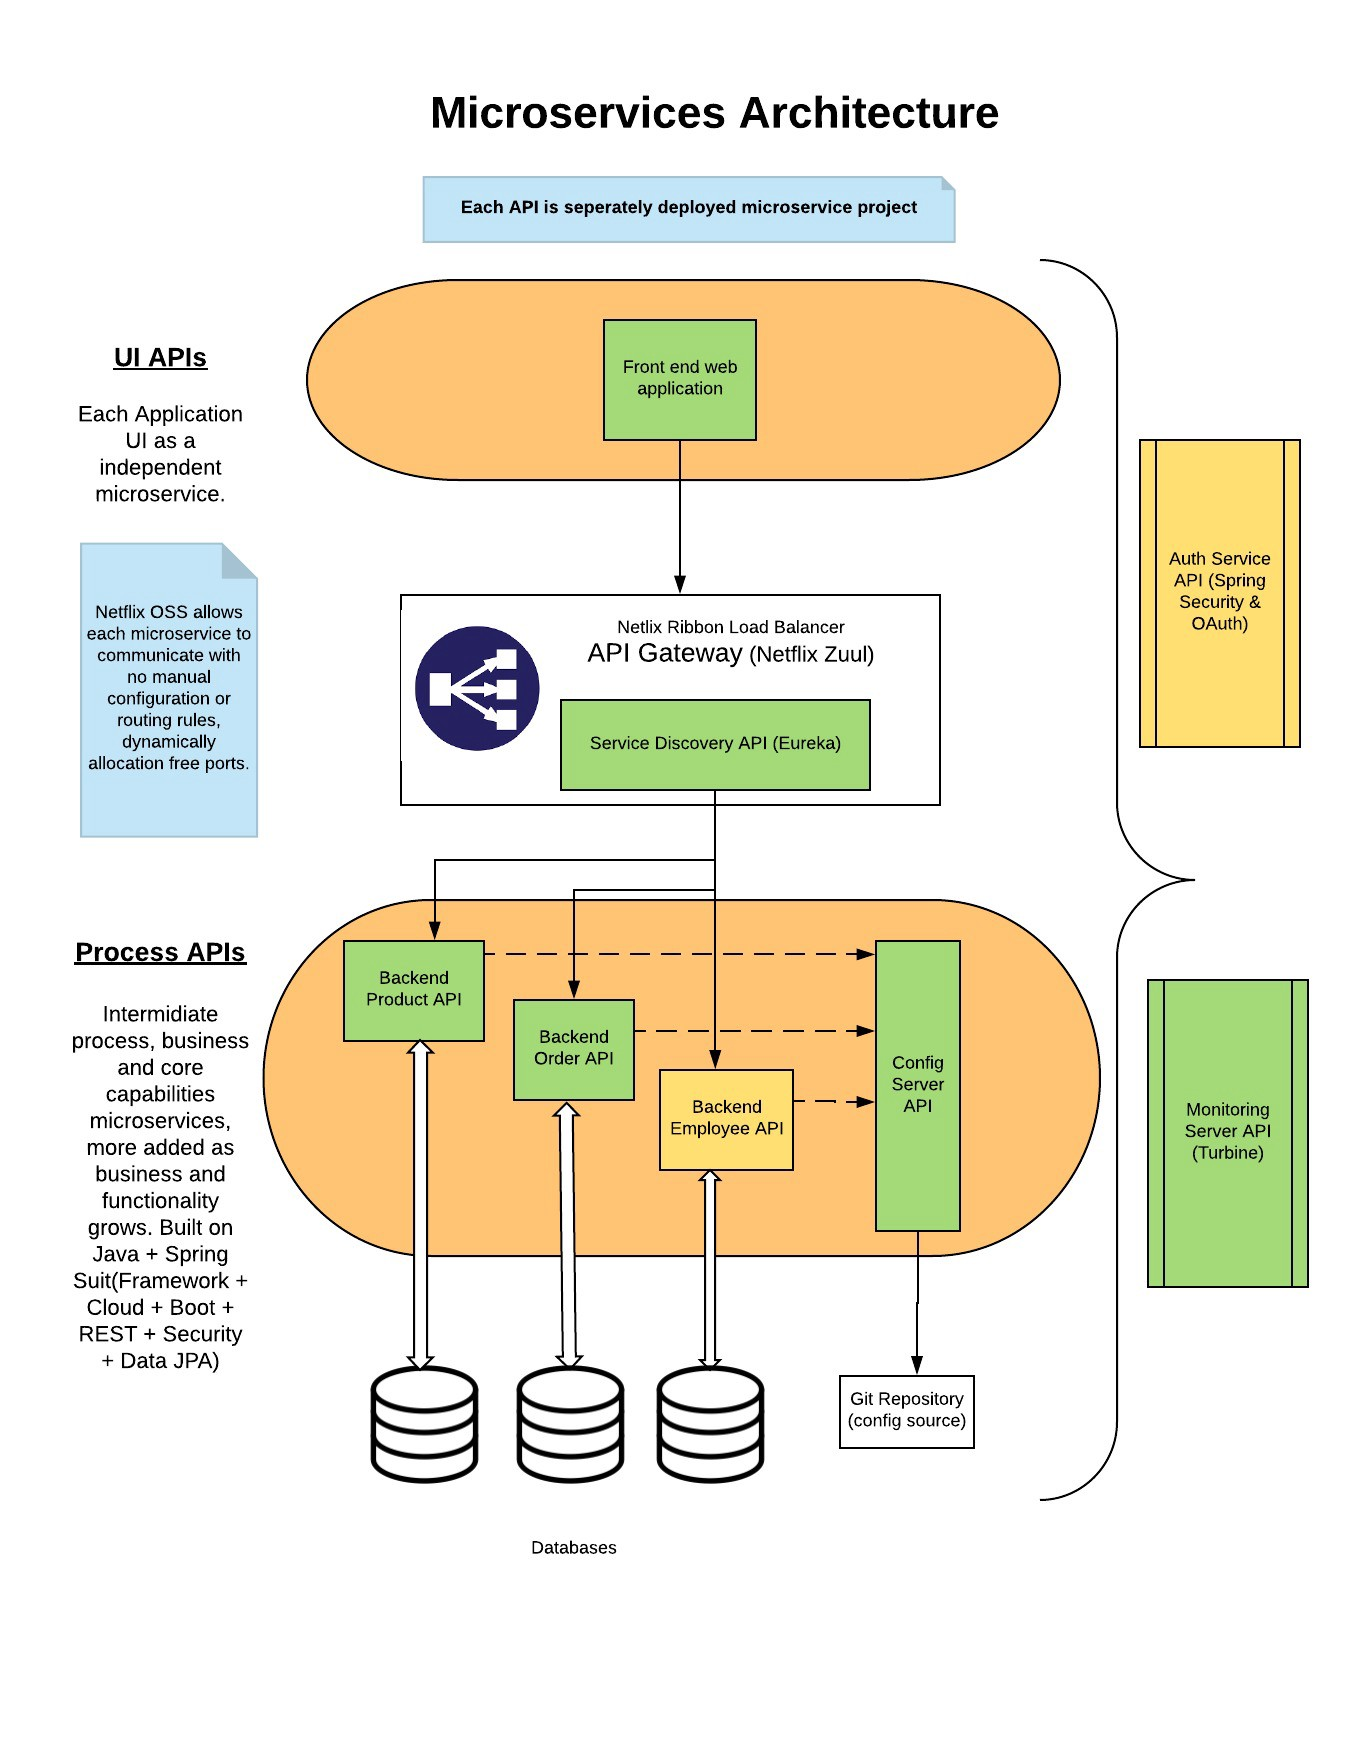 Microservices Architecture
Each API is seperately deployed microservice project
Front end web
application
UI APIs
Each Application
UI as a
independent
microservice.
Netflix OSS allows
each microservice to
communicate with
no manual
configuration or
routing rules,
dynamically
allocation free ports.
Netlix Ribbon Load Balancer
API Gateway (Netflix Zuul)
Service Discovery API (Eureka)
Auth Service
API (Spring
Security &
OAuth)
Process APIs
Intermidiate
process, business
and core
capabilities
microservices,
more added as
business and
functionality
grows. Built on
Java + Spring
Suit(Framework +
Cloud + Boot +
REST + Security
+ Data JPA)
Backend
Product API
Backend
Order API
Backend
Employee API
Config
Server
API
Monitoring
Server API
(Turbine)
Git Repository
(config source)
Databases